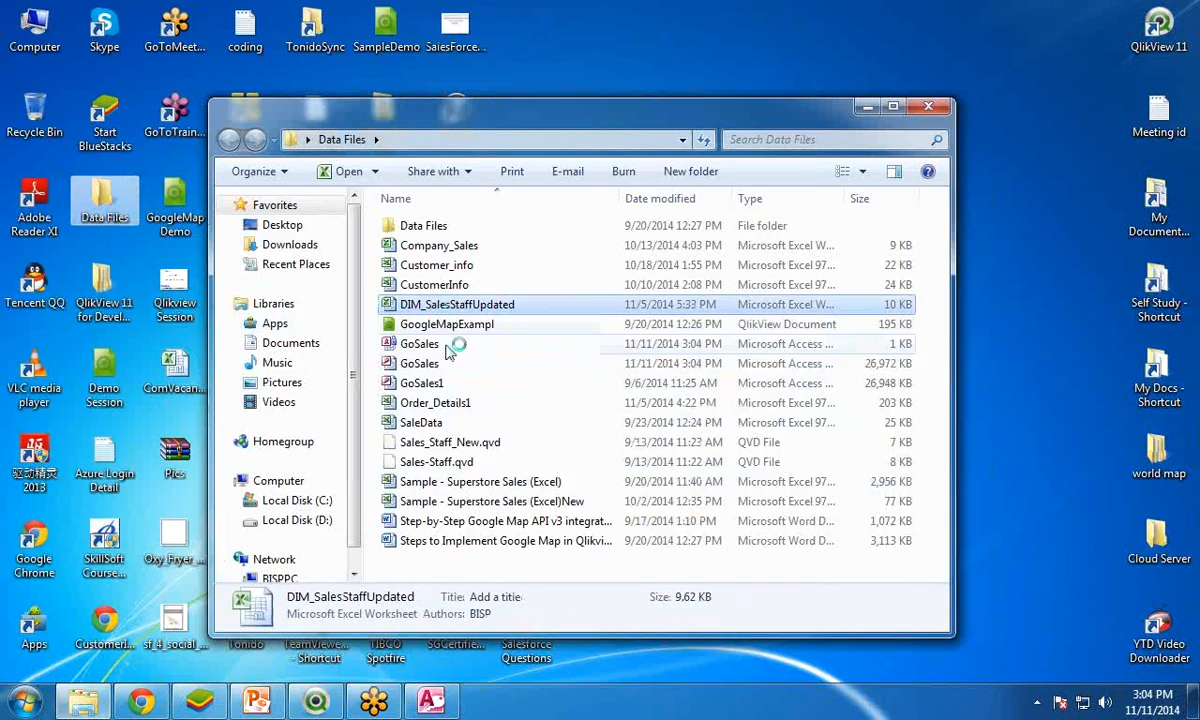 Computer
Skype
GoToMeet...
coding
TonidoSync
SampleDemo
SalesForce...
QlikView 11
Recycle Bin
Start
BlueStacks
GoToTrain...
Meeting id
Adobe
Reader XI
Data Files
GoogleMap
Demo
My
Document...
Tencent QQ
QlikView 11
for Devel...
Qlikview
Session
Self Study -
Shortcut
VLC media
player
Demo
Session
ComVacan...
My Docs -
Shortcut
驱动精灵
2013
Azure Login
Detail
Pics
world map
Google
Chrome
SkillSoft
Course...
Oxy_Fryer_...
Cloud Server
Apps
CustomerI...
sf_4_social_...
Tonido
TeamViewe...
- Shortcut
TIBCO
Spotfire
SGCertifie...
Salesforce
Questions
YTD Video
Downloader
Data Files
Search Data Files
Organize
Open
Share with
Print
E-mail
Burn
New folder
Favorites
Desktop
Downloads
Recent Places
Libraries
Apps
Documents
Music
Pictures
Videos
Homegroup
Computer
Local Disk (C:)
Local Disk (D:)
Network
BISPPC
Name Date modified Type Size
Data Files 9/20/2014 12:27 PM File folder
Company_Sales 10/13/2014 4:03 PM Microsoft Excel W... 9 KB
Customer_info 10/18/2014 1:55 PM Microsoft Excel 97... 22 KB
CustomerInfo 10/10/2014 2:08 PM Microsoft Excel 97... 24 KB
DIM_SalesStaffUpdated 11/5/2014 5:33 PM Microsoft Excel W... 10 KB
GoogleMapExampl 9/20/2014 12:26 PM QlikView Document 195 KB
GoSales 11/11/2014 3:04 PM Microsoft Access ... 1 KB
GoSales 11/11/2014 3:04 PM Microsoft Access ... 26,972 KB
GoSales1 9/6/2014 11:25 AM Microsoft Access ... 26,948 KB
Order_Details1 11/5/2014 4:22 PM Microsoft Excel 97... 203 KB
SaleData 9/23/2014 12:24 PM Microsoft Excel 97... 25 KB
Sales_Staff_New.qvd 9/13/2014 11:23 AM QVD File 7 KB
Sales-Staff.qvd 9/13/2014 11:22 AM QVD File 8 KB
Sample - Superstore Sales (Excel) 9/20/2014 11:40 AM Microsoft Excel 97... 2,956 KB
Sample - Superstore Sales (Excel)New 10/2/2014 12:35 PM Microsoft Excel 97... 77 KB
Step-by-Step Google Map API v3 integrat... 9/17/2014 1:10 PM Microsoft Word D... 1,072 KB
Steps to Implement Google Map in Qlikvi... 9/20/2014 12:27 PM Microsoft Word D... 3,113 KB
DIM_SalesStaffUpdated Title: Add a title Size: 9.62 KB
Microsoft Excel Worksheet Authors: BISP
3:04 PM
11/11/2014